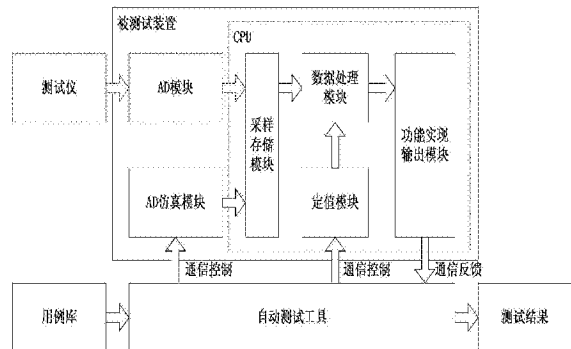 被测试装置
CPU
测试仪
AD模块
采样
存储
模块
数据处理
模块
功能实现
输出模块
AD仿真模块
定值模块
通信控制
通信控制
通信反馈
用例库
自动测试工具
测试结果